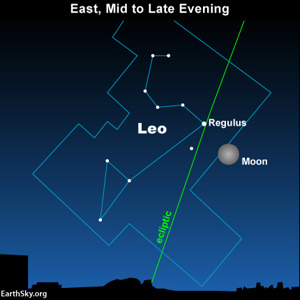 East, Mid to Late Evening
Leo
Regulus
Moon
ecliptic
EarthSky.org